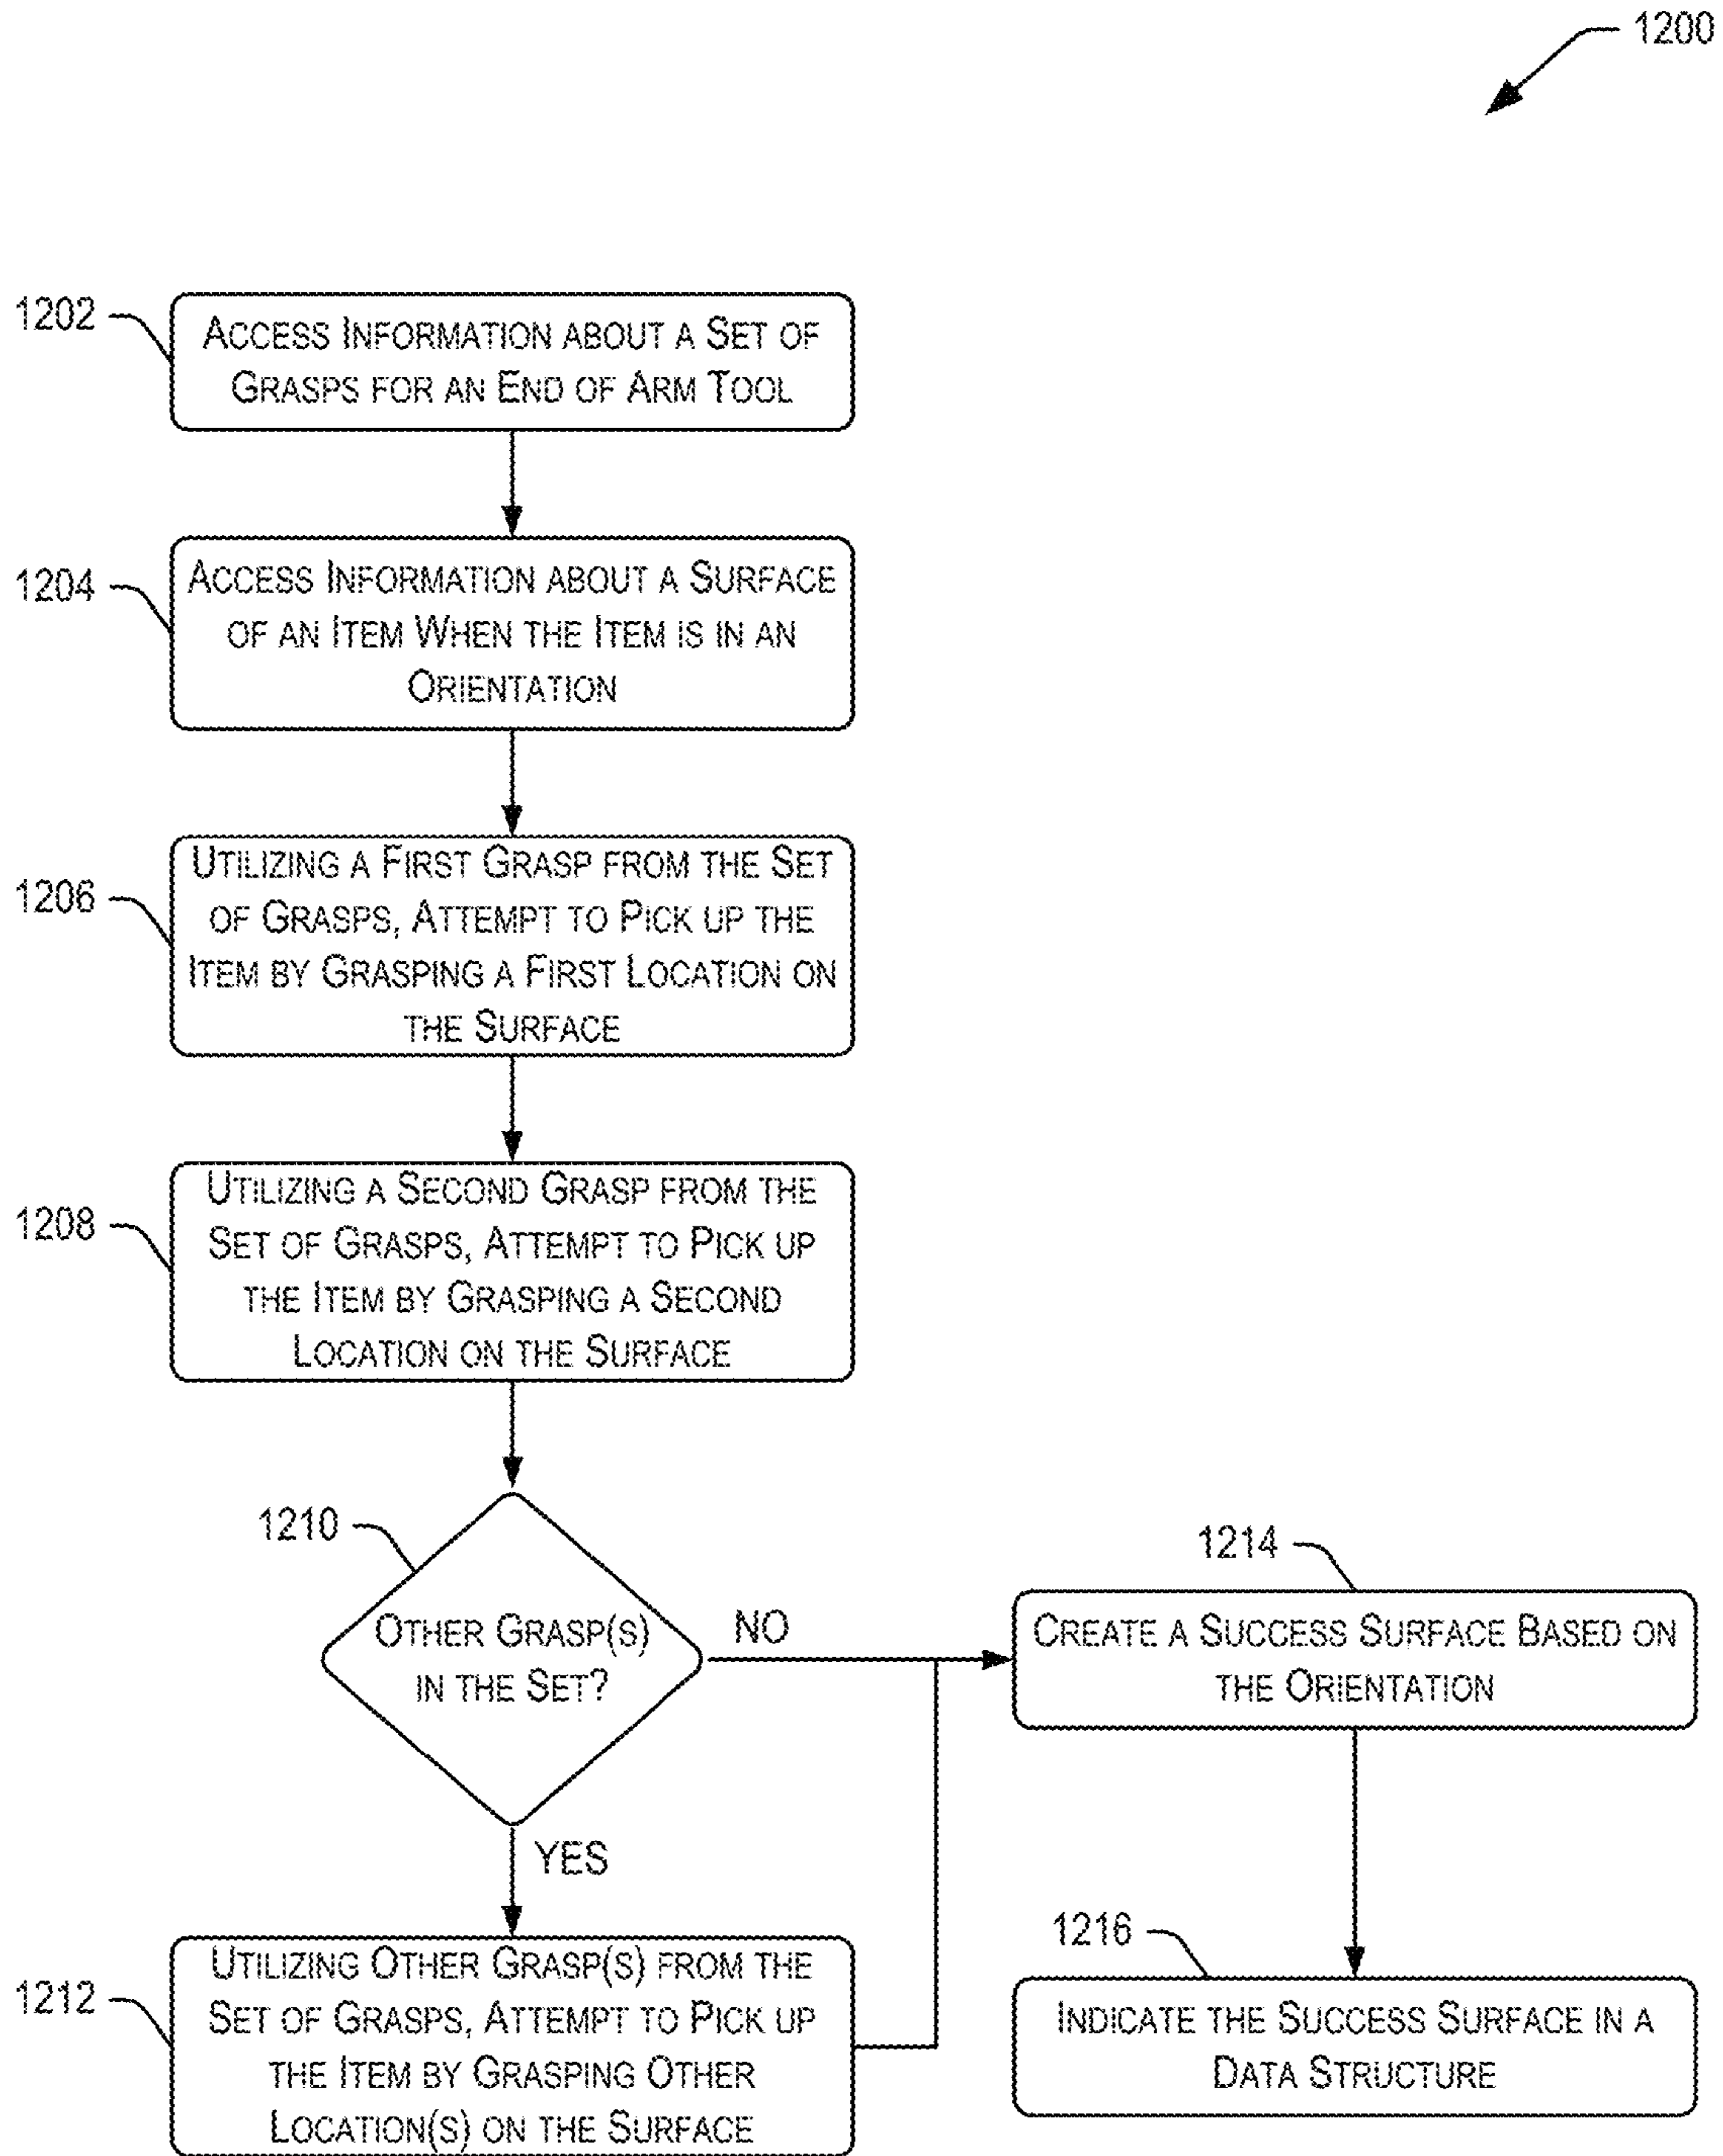 1200
1202
ACCESS INFORMATION ABOUT A SET OF
GRASPS FOR AN END OF ARM TOOL
1204
ACCESS INFORMATION ABOUT A SURFACE
OF AN ITEM WHEN THE ITEM IS IN AN
ORIENTATION
1206
UTILIZING A FIRST GRASP FROM THE SET
OF GRASPS, ATTEMPT TO PICK UP THE
ITEM BY GRASPING A FIRST LOCATION ON
THE SURFACE
1208
UTILIZING A SECOND GRASP FROM THE
SET OF GRASPS, ATTEMPT TO PICK UP
THE ITEM BY GRASPING A SECOND
LOCATION ON THE SURFACE
1210
OTHER GRASP(S)
IN THE SET?
NO
YES
1212
UTILIZING OTHER GRASP(S) FROM THE
SET OF GRASPS, ATTEMPT TO PICK UP
THE ITEM BY GRASPING OTHER
LOCATION(S) ON THE SURFACE
1214
CREATE A SUCCESS SURFACE BASED ON
THE ORIENTATION
1216
INDICATE THE SUCCESS SURFACE IN A
DATA STRUCTURE